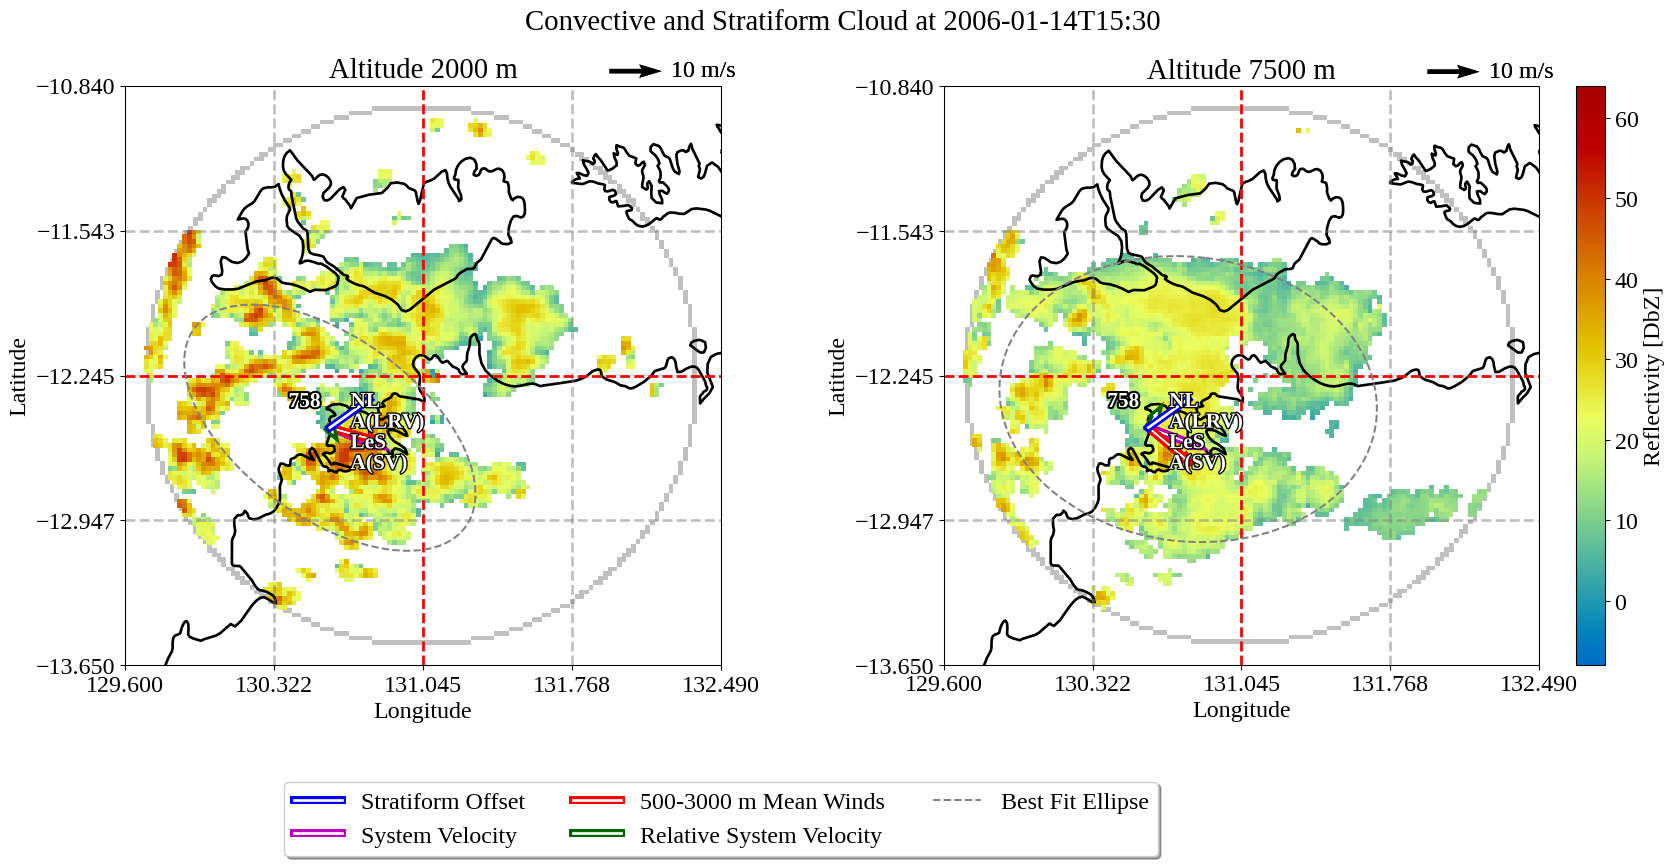 Convective and Stratiform Cloud at 2006-01-14T15:30
Altitude 2000 m
10 m/s
Altitude 7500 m
10 m/s
−10.840
−11.543
−12.245
−12.947
−13.650
Latitude
129.600
130.322
131.045
131.768
132.490
Longitude
758
NL
A(LRV)
LeS
A(SV)
−10.840
−11.543
−12.245
−12.947
−13.650
Latitude
129.600
130.322
131.045
131.768
132.490
Longitude
758
NL
A(LRV)
LeS
A(SV)
60
50
40
30
20
10
0
Reflectivity [DbZ]
Stratiform Offset
System Velocity
500-3000 m Mean Winds
Relative System Velocity
Best Fit Ellipse